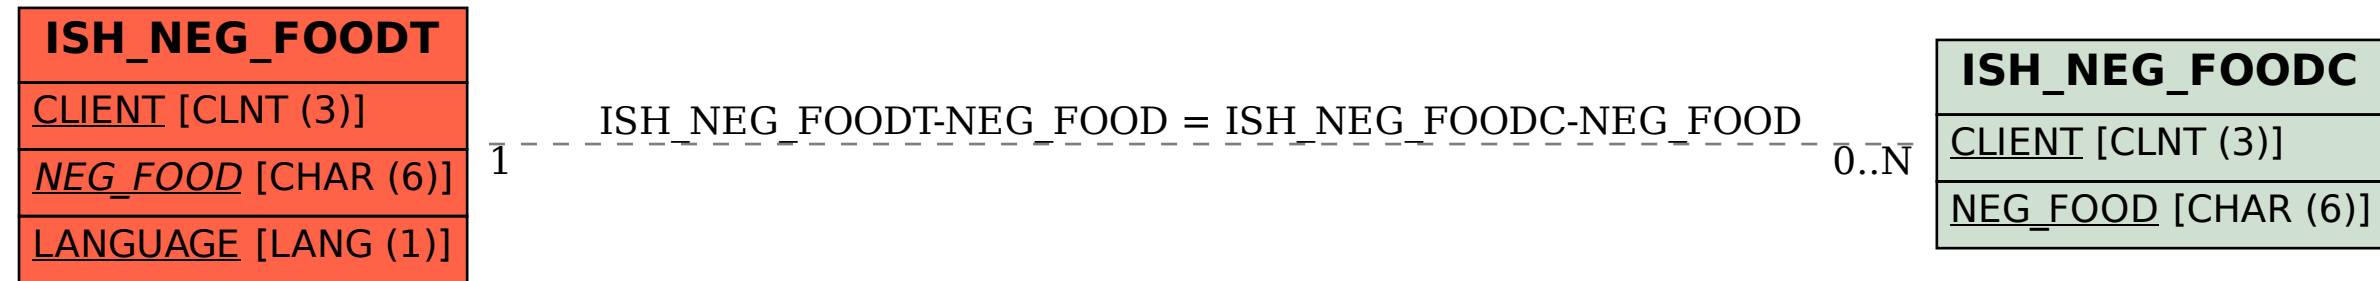 ISH_NEG_FOODT
CLIENT [CLNT (3)]
NEG_FOOD [CHAR (6)]
LANGUAGE [LANG (1)]
ISH_NEG_FOODT-NEG_FOOD = ISH_NEG_FOODC-NEG_FOOD
1
0..N
ISH_NEG_FOODC
CLIENT [CLNT (3)]
NEG_FOOD [CHAR (6)]